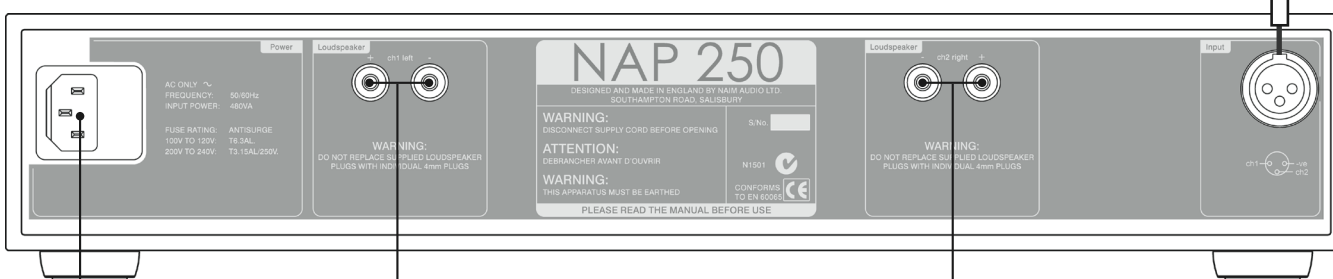 Power
AC ONLY ~
FREQUENCY: 50/60Hz
INPUT POWER: 480VA
FUSE RATING: ANTISURGE
100V TO 120V: T6.3AL.
200V TO 240V: T3.15AL/250V.
Loudspeaker
+ ch1 left -
WARNING:
DO NOT REPLACE SUPPLIED LOUDSPEAKER
PLUGS WITH INDIVIDUAL 4mm PLUGS
NAP 250
DESIGNED AND MADE IN ENGLAND BY NAIM AUDIO LTD.
SOUTHAMPTON ROAD, SALISBURY
WARNING:
DISCONNECT SUPPLY CORD BEFORE OPENING
ATTENTION:
DEBRANCHER AVANT D'OUVRIR
WARNING:
THIS APPARATUS MUST BE EARTHED
S/No.
N1501
CONFORMS
TO EN 60065
CE
PLEASE READ THE MANUAL BEFORE USE
Loudspeaker
- ch2 right +
WARNING:
DO NOT REPLACE SUPPLIED LOUDSPEAKER
PLUGS WITH INDIVIDUAL 4mm PLUGS
Input
ch1
-ve
ch2